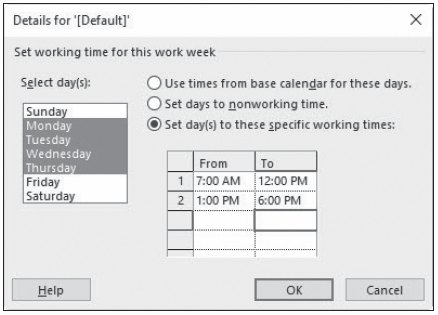 Details for '[Default]'
Set working time for this work week
Select day(s):
Sunday
Monday
Tuesday
Wednesday
Thursday
Friday
Saturday
Use times from base calendar for these days.
Set days to nonworking time.
Set day(s) to these specific working times:
From To
1 7:00 AM 12:00 PM
2 1:00 PM 6:00 PM
Help OK Cancel